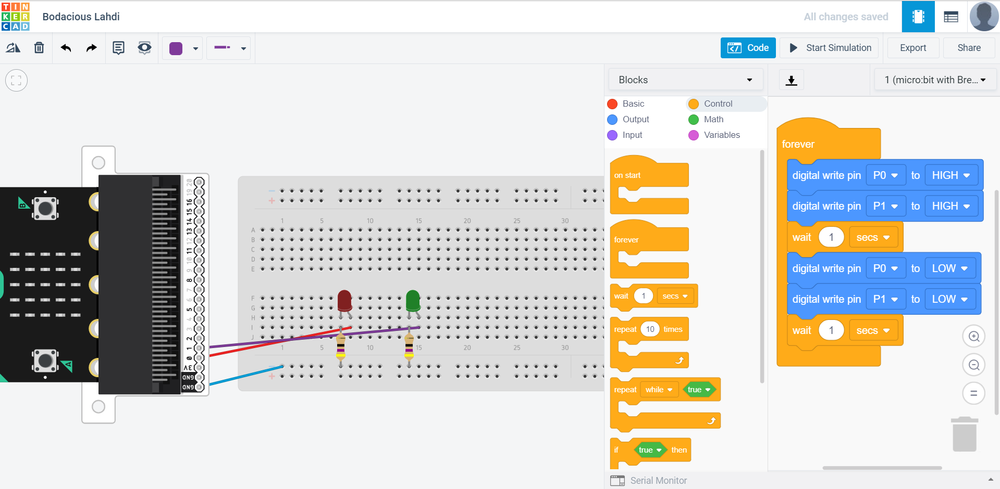 TIN
KER
CAD
Bodacious Lahdi
All changes saved
Code
Start Simulation
Export
Share
Blocks
1 (micro:bit with Bre...
Basic
Control
Output
Math
Input
Variables
on start
forever
wait 1 secs
repeat 10 times
repeat while true
if true then
forever
digital write pin P0 to HIGH
digital write pin P1 to HIGH
wait 1 secs
digital write pin P0 to LOW
digital write pin P1 to LOW
wait 1 secs
B
A
20
19
16
15
14
13
12
11
10
9
8
7
6
5
4
3
2
1
0
3V
GND
GND
− 
+
1 5 10 15 20 25 30
A
B
C
D
E
F
G
H
I
J
1 5 10 15 20 25 30
−
+
=
Serial Monitor